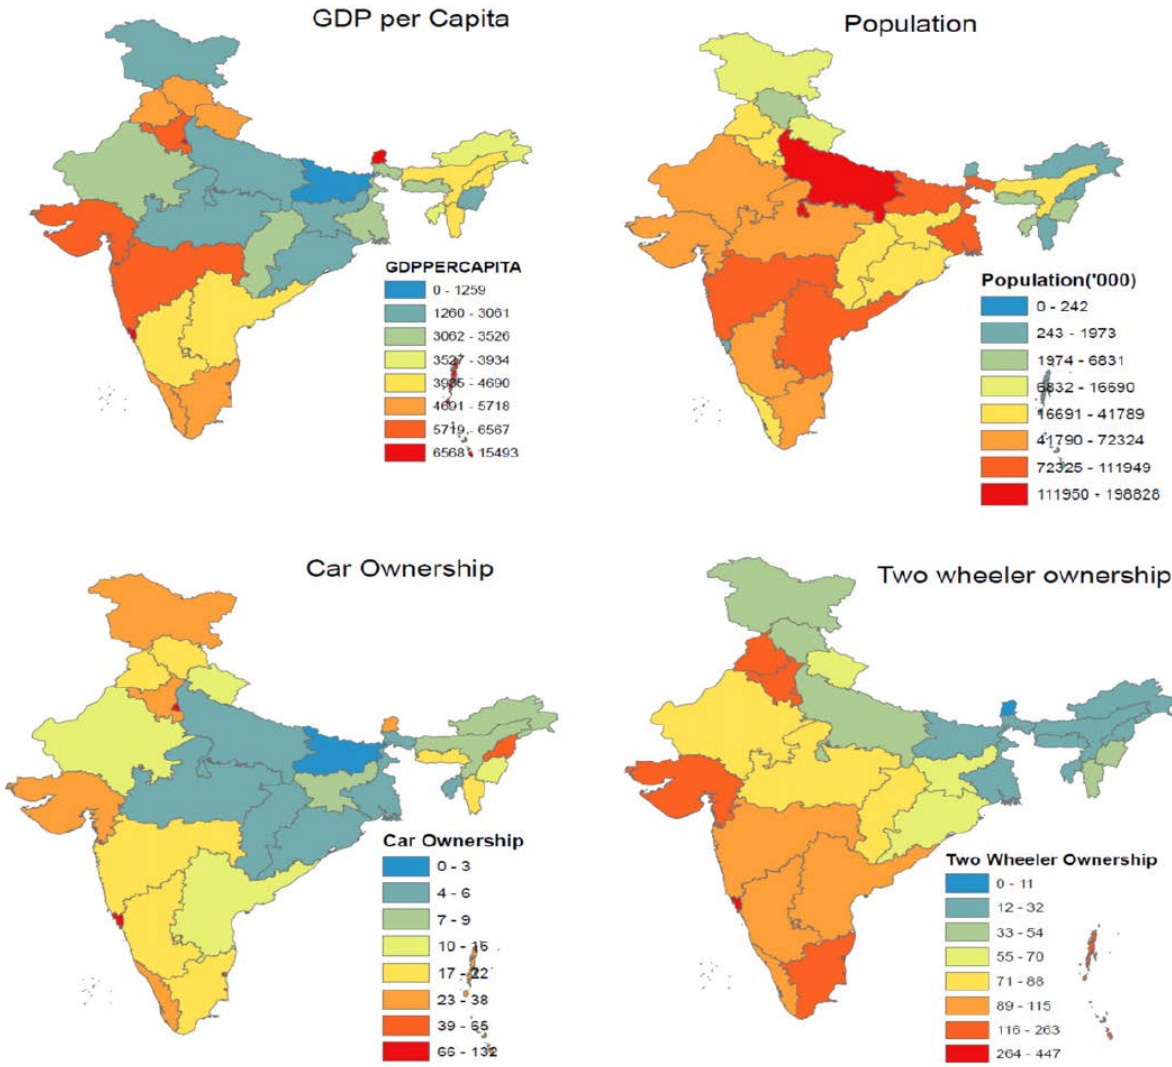 GDP per Capita
GDPPERCAPITA
0 - 1259
1260 - 3061
3062 - 3526
3527 - 3934
3935 - 4690
4691 - 5718
5719 - 6567
6568 - 15493
Population
Population('000)
0 - 242
243 - 1973
1974 - 6831
6832 - 16690
16691 - 41789
41790 - 72324
72325 - 111949
111950 - 198828
Car Ownership
Car Ownership
0 - 3
4 - 6
7 - 9
10 - 16
17 - 22
23 - 38
39 - 65
66 - 132
Two wheeler ownership
Two Wheeler Ownership
0 - 11
12 - 32
33 - 54
55 - 70
71 - 88
89 - 115
116 - 263
264 - 447